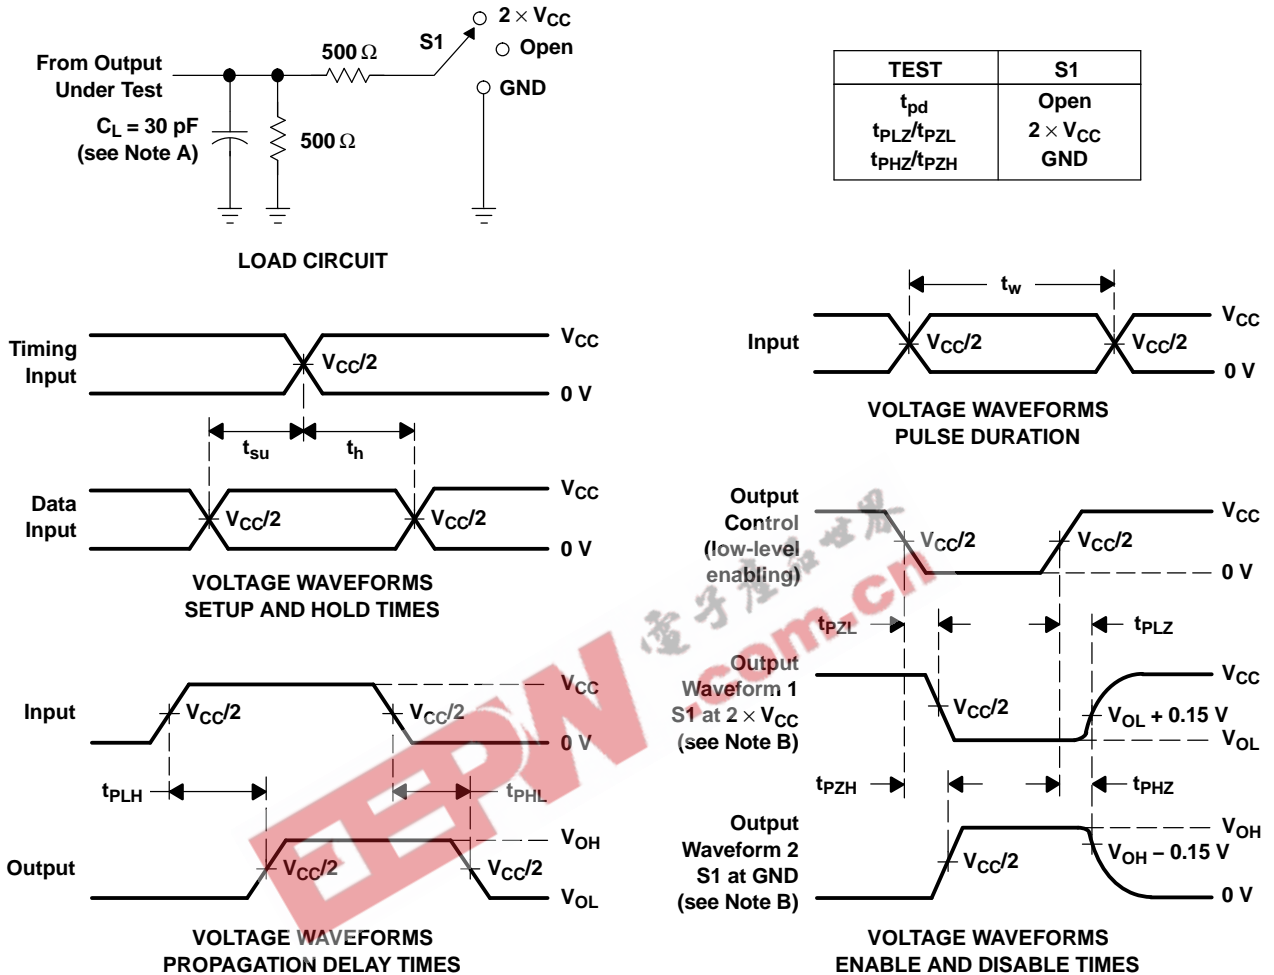 2 × VCC
S1
Open
500 Ω
From Output
Under Test
GND
CL = 30 pF
(see Note A)
500 Ω
LOAD CIRCUIT
TEST S1
tpd Open
tPLZ/tPZL 2 × VCC
tPHZ/tPZH GND
Timing
Input
VCC
VCC/2
0 V
tsu
th
Data
Input
VCC
VCC/2
VCC/2
0 V
VOLTAGE WAVEFORMS
SETUP AND HOLD TIMES
tw
Input
VCC
VCC/2
VCC/2
0 V
VOLTAGE WAVEFORMS
PULSE DURATION
Input
VCC
VCC/2
VCC/2
0 V
tPLH
tPHL
Output
VOH
VCC/2
VCC/2
VOL
VOLTAGE WAVEFORMS
PROPAGATION DELAY TIMES
Output
Control
(low-level
enabling)
VCC
VCC/2
VCC/2
0 V
tPZL
tPLZ
Output
Waveform 1
S1 at 2 × VCC
(see Note B)
VCC
VCC/2
VOL + 0.15 V
VOL
tPZH
tPHZ
Output
Waveform 2
S1 at GND
(see Note B)
VOH
VOH – 0.15 V
VCC/2
0 V
VOLTAGE WAVEFORMS
ENABLE AND DISABLE TIMES
EEPW
.com.cn
電子產品世界